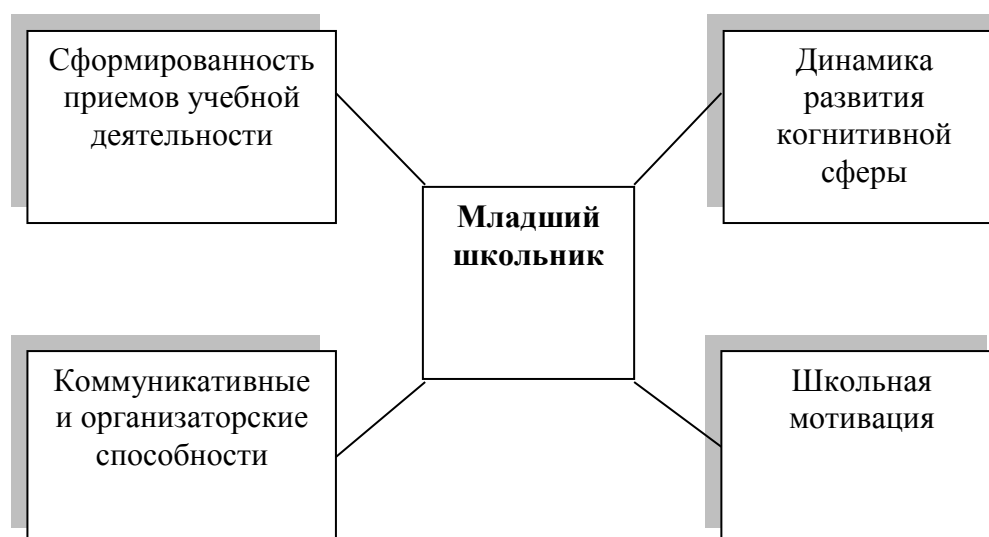 Сформированность
приемов учебной
деятельности
Динамика
развития
когнитивной
сферы
Младший
школьник
Коммуникативные
и организаторские
способности
Школьная
мотивация